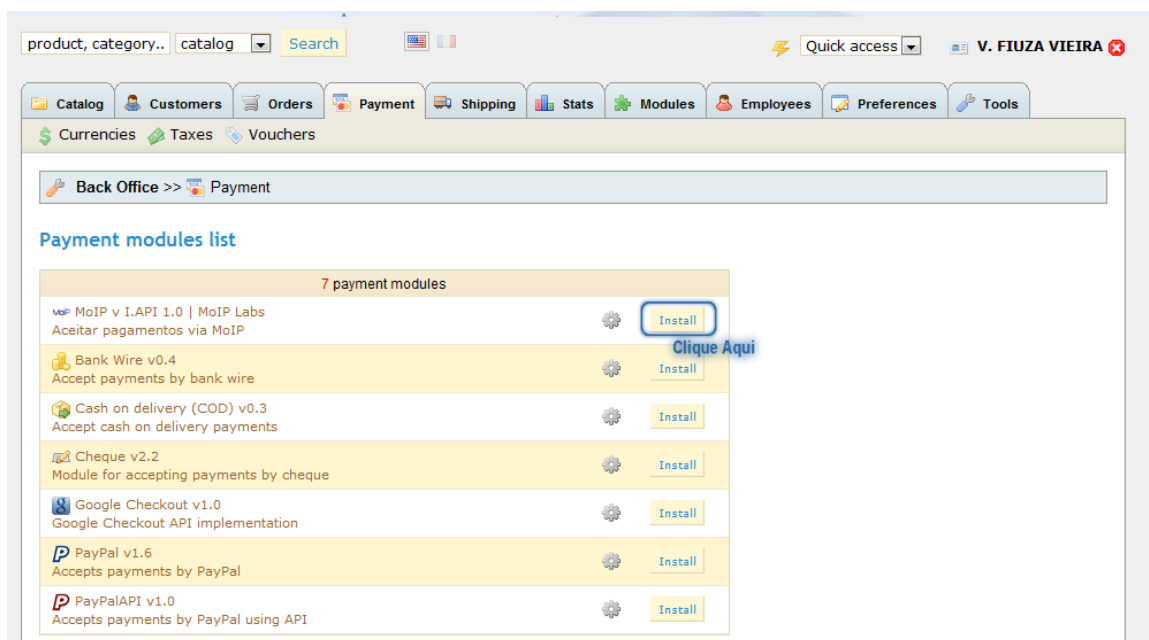 product, category.. catalog Search Quick access V. FIUZA VIEIRA
Catalog Customers Orders Payment Shipping Stats Modules Employees Preferences Tools
Currencies Taxes Vouchers
Back Office >> Payment
Payment modules list
7 payment modules
MoIP MoIP v I.API 1.0 | MoIP Labs
Aceitar pagamentos via MoIP
Install
Clique Aqui
Bank Wire v0.4
Accept payments by bank wire
Install
Cash on delivery (COD) v0.3
Accept cash on delivery payments
Install
Cheque v2.2
Module for accepting payments by cheque
Install
Google Checkout v1.0
Google Checkout API implementation
Install
PayPal v1.6
Accepts payments by PayPal
Install
PayPalAPI v1.0
Accepts payments by PayPal using API
Install